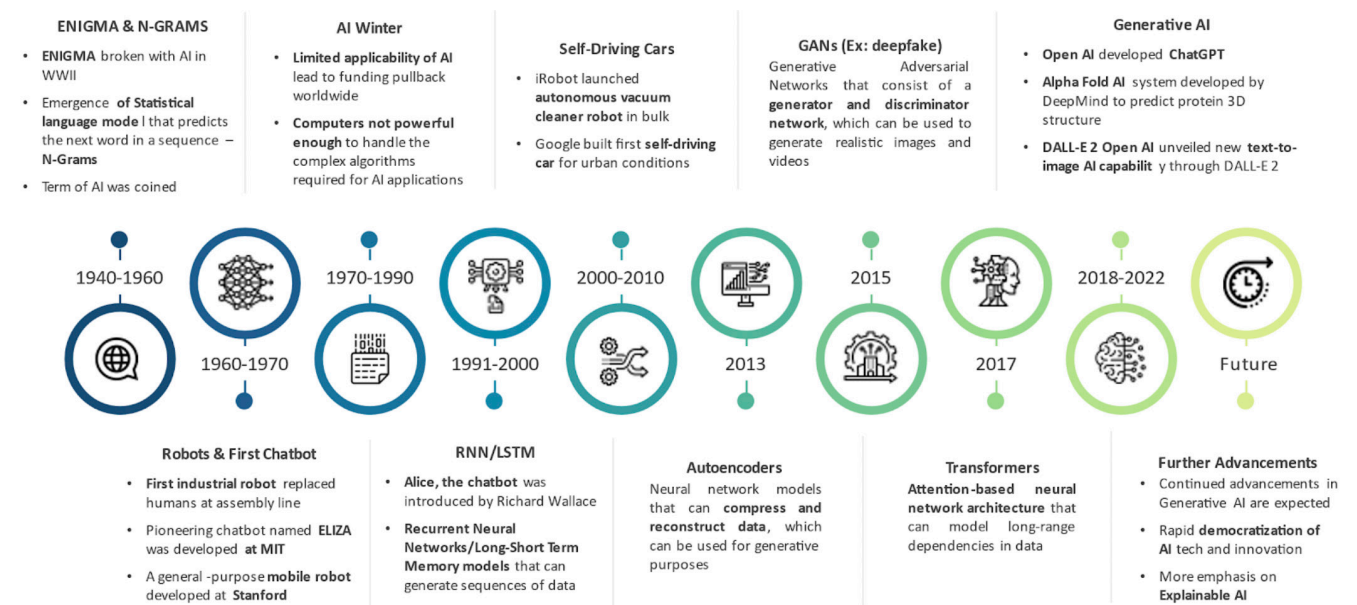 ENIGMA & N-GRAMS
• ENIGMA broken with AI in
WWII
• Emergence of Statistical
language mode l that predicts
the next word in a sequence –
N-Grams
• Term of AI was coined
AI Winter
• Limited applicability of AI
lead to funding pullback
worldwide
• Computers not powerful
enough to handle the
complex algorithms
required for AI applications
Self-Driving Cars
• iRobot launched
autonomous vacuum
cleaner robot in bulk
• Google built first self-driving
car for urban conditions
GANs (Ex: deepfake)
Generative Adversarial
Networks that consist of a
generator and discriminator
network, which can be used to
generate realistic images and
videos
Generative AI
• Open AI developed ChatGPT
• Alpha Fold AI system developed by
DeepMind to predict protein 3D
structure
• DALL-E 2 Open AI unveiled new text-to-
image AI capabilit y through DALL-E 2
1940-1960
1960-1970
1970-1990
1991-2000
2000-2010
2013
2015
2017
2018-2022
Future
Robots & First Chatbot
• First industrial robot replaced
humans at assembly line
• Pioneering chatbot named ELIZA
was developed at MIT
• A general -purpose mobile robot
developed at Stanford
RNN/LSTM
• Alice, the chatbot was
introduced by Richard Wallace
• Recurrent Neural
Networks/Long-Short Term
Memory models that can
generate sequences of data
Autoencoders
Neural network models
that can compress and
reconstruct data, which
can be used for generative
purposes
Transformers
Attention-based neural
network architecture that
can model long-range
dependencies in data
Further Advancements
• Continued advancements in
Generative AI are expected
• Rapid democratization of
AI tech and innovation
• More emphasis on
Explainable AI